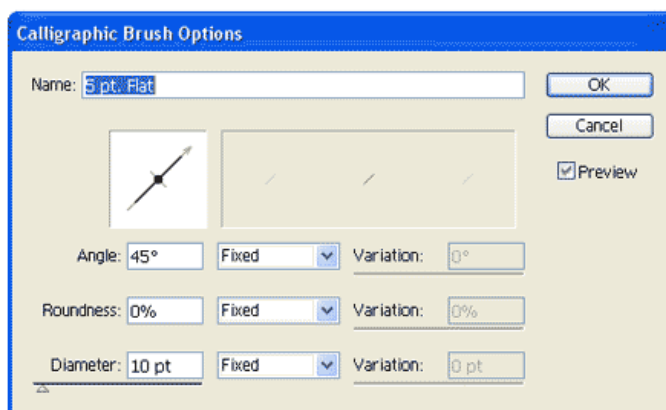 Calligraphic Brush Options
Name: 5 pt. Flat
OK
Cancel
Preview
Angle: 45° Fixed Variation: 0°
Roundness: 0% Fixed Variation: 0%
Diameter: 10 pt Fixed Variation: 0 pt